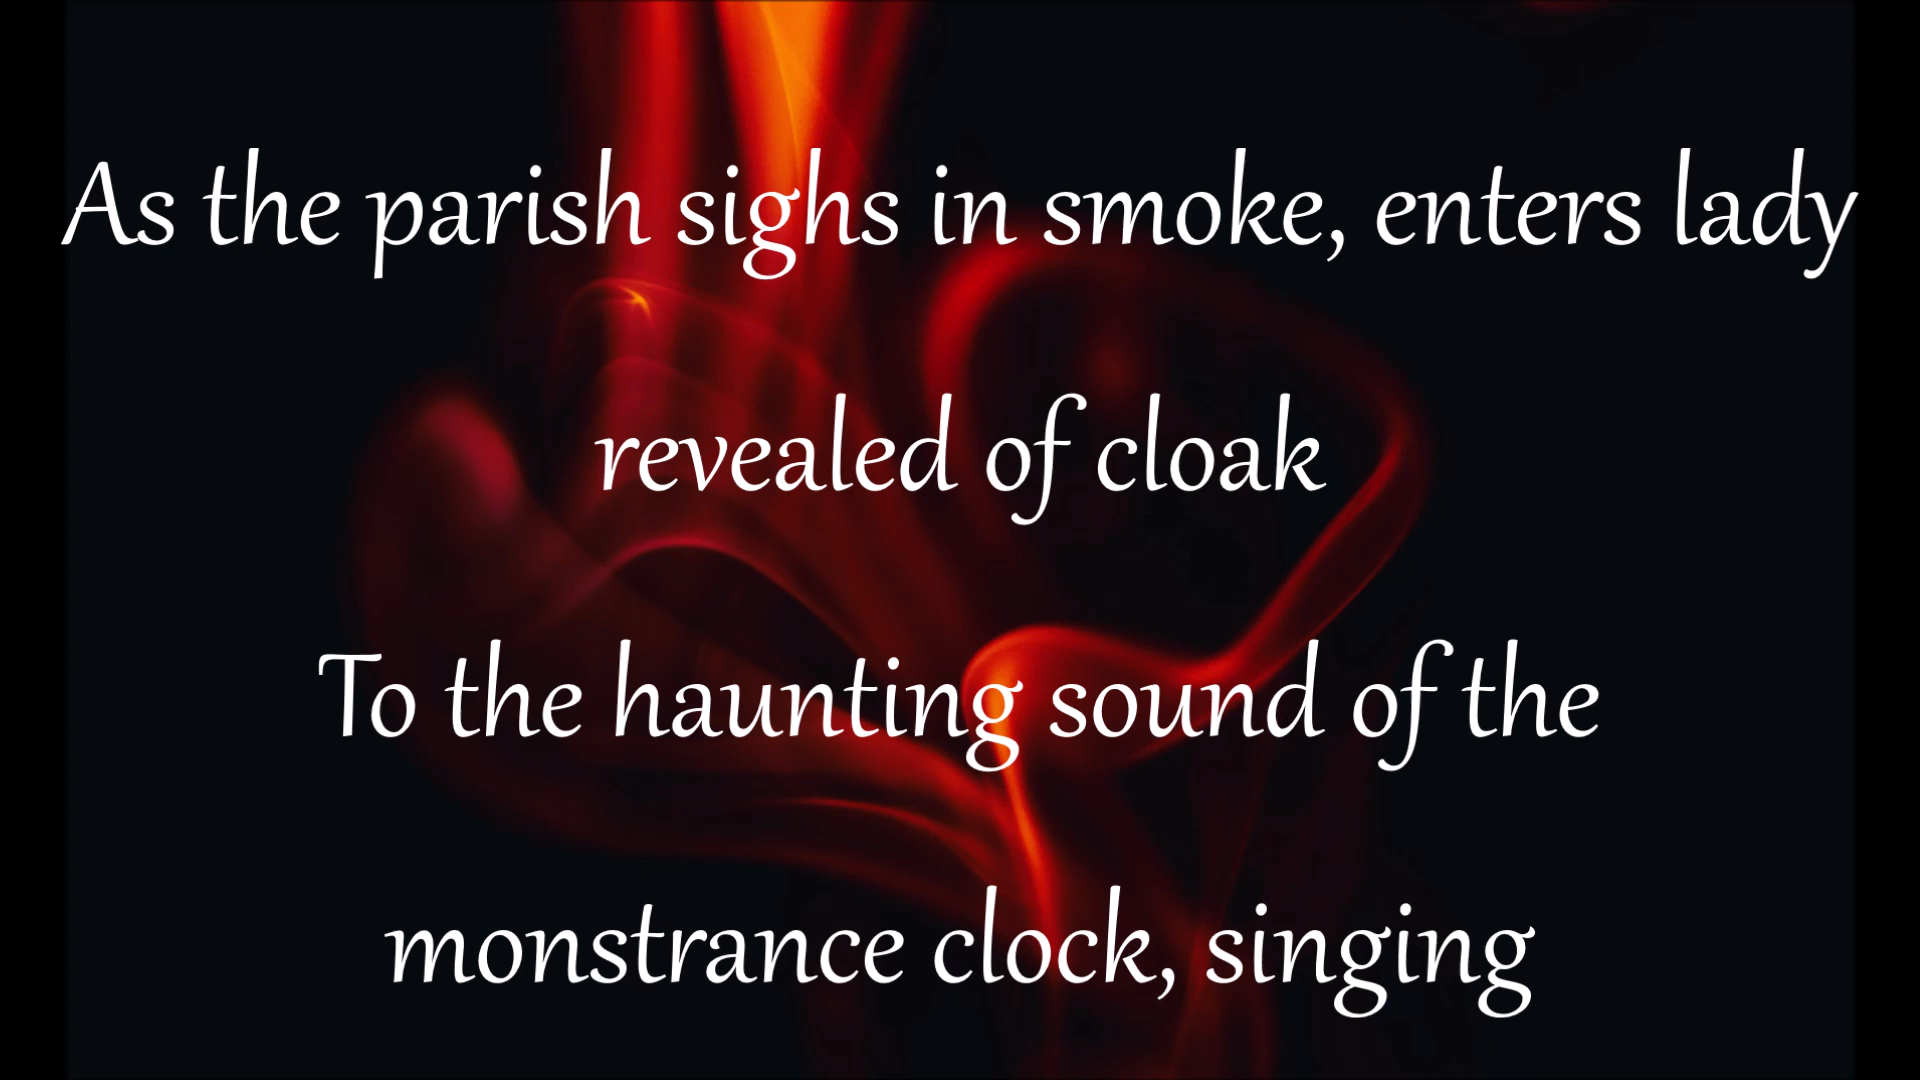 As the parish sighs in smoke, enters lady
revealed of cloak
To the haunting sound of the
monstrance clock, singing